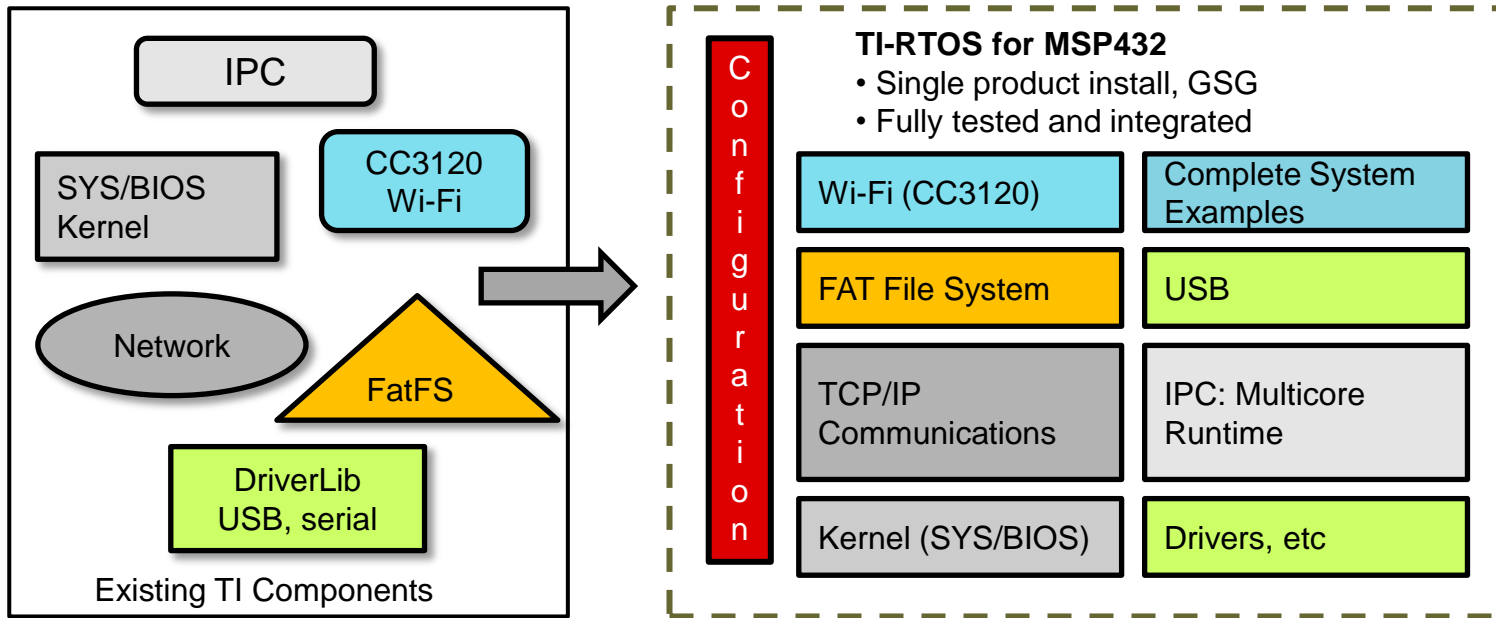 IPC
CC3120
Wi-Fi
SYS/BIOS
Kernel
Network
FatFS
DriverLib
USB, serial
Existing TI Components
Configuration
TI-RTOS for MSP432
• Single product install, GSG
• Fully tested and integrated
Wi-Fi (CC3120)
Complete System
Examples
FAT File System
USB
TCP/IP
Communications
IPC: Multicore
Runtime
Kernel (SYS/BIOS)
Drivers, etc